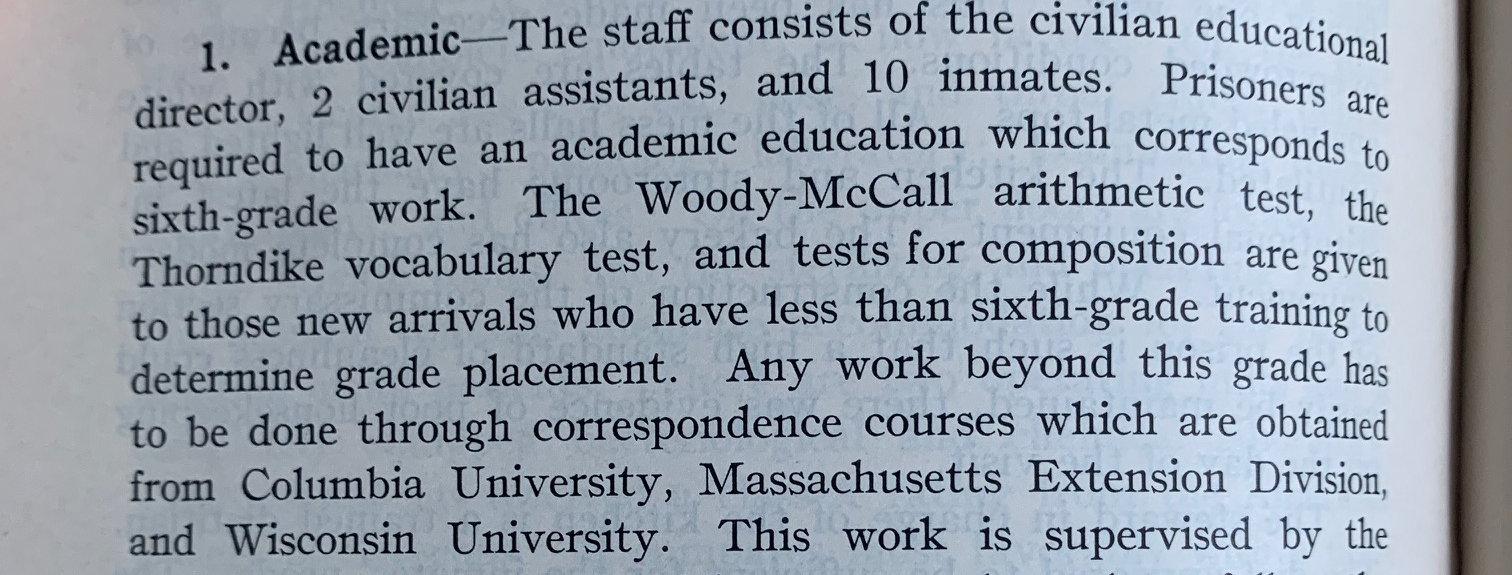 1. Academic—The staff consists of the civilian educational
director, 2 civilian assistants, and 10 inmates. Prisoners are
required to have an academic education which corresponds to
sixth-grade work. The Woody-McCall arithmetic test, the
Thorndike vocabulary test, and tests for composition are given
to those new arrivals who have less than sixth-grade training to
determine grade placement. Any work beyond this grade has
to be done through correspondence courses which are obtained
from Columbia University, Massachusetts Extension Division,
and Wisconsin University. This work is supervised by the